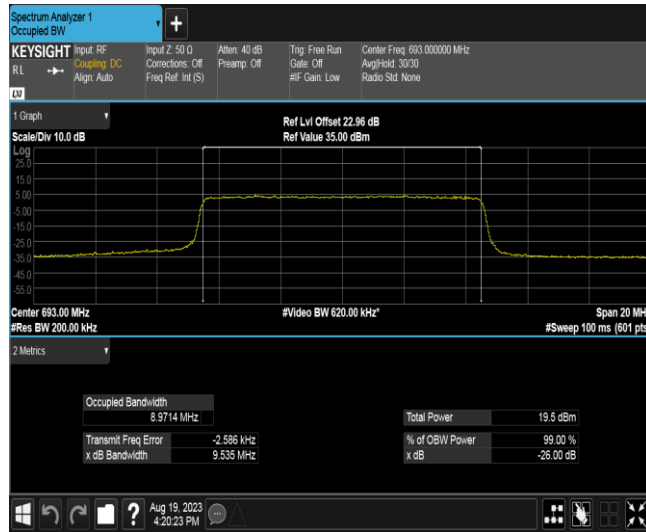 Spectrum Analyzer 1
Occupied BW
+
KEYSIGHT
RL
LXI
Input: RF
Coupling: DC
Align: Auto
Input Z: 50 Ω
Corrections: Off
Freq Ref: Int (S)
Atten: 40 dB
Preamp: Off
Trig: Free Run
Gate: Off
#IF Gain: Low
Center Freq: 693.000000 MHz
Avg|Hold: 30/30
Radio Std: None
1 Graph
Scale/Div 10.0 dB
Ref Lvl Offset 22.96 dB
Ref Value 35.00 dBm
Log
25.0
15.0
5.00
-5.00
-15.0
-25.0
-35.0
-45.0
-55.0
Center 693.00 MHz
#Video BW 620.00 kHz*
Span 20 MH
#Res BW 200.00 kHz
#Sweep 100 ms (601 pts
2 Metrics
Occupied Bandwidth
8.9714 MHz
Total Power 19.5 dBm
Transmit Freq Error -2.586 kHz
% of OBW Power 99.00 %
x dB Bandwidth 9.535 MHz
x dB -26.00 dB
?
Aug 19, 2023
4:20:23 PM